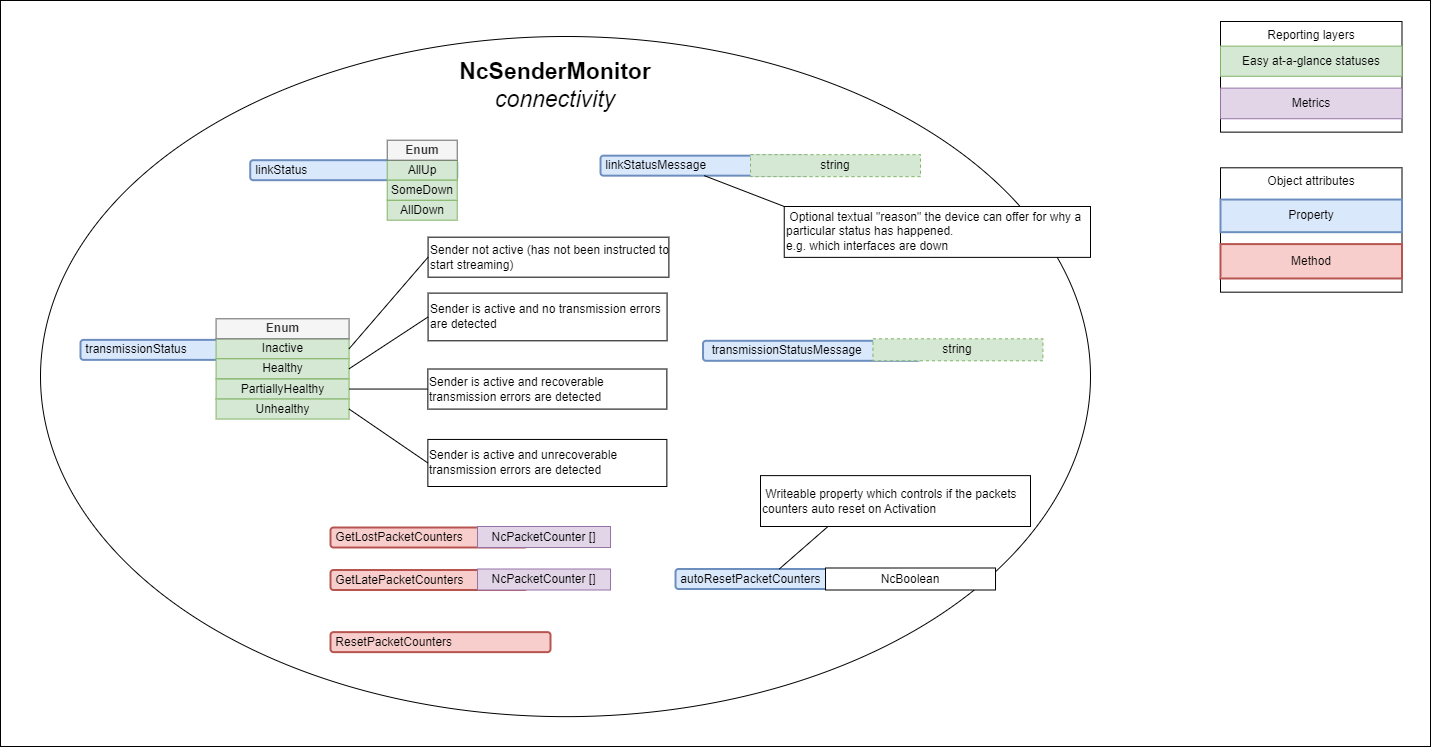 NcSenderMonitor
connectivity
Reporting layers
Easy at-a-glance statuses
Metrics
Object attributes
Property
Method
linkStatus
Enum
AllUp
SomeDown
AllDown
linkStatusMessage
string
Optional textual "reason" the device can offer for why a
particular status has happened.
e.g. which interfaces are down
Sender not active (has not been instructed to
start streaming)
Sender is active and no transmission errors
are detected
Sender is active and recoverable
transmission errors are detected
Sender is active and unrecoverable
transmission errors are detected
transmissionStatus
Enum
Inactive
Healthy
PartiallyHealthy
Unhealthy
transmissionStatusMessage
string
Writeable property which controls if the packets
counters auto reset on Activation
autoResetPacketCounters
NcBoolean
GetLostPacketCounters
NcPacketCounter []
GetLatePacketCounters
NcPacketCounter []
ResetPacketCounters